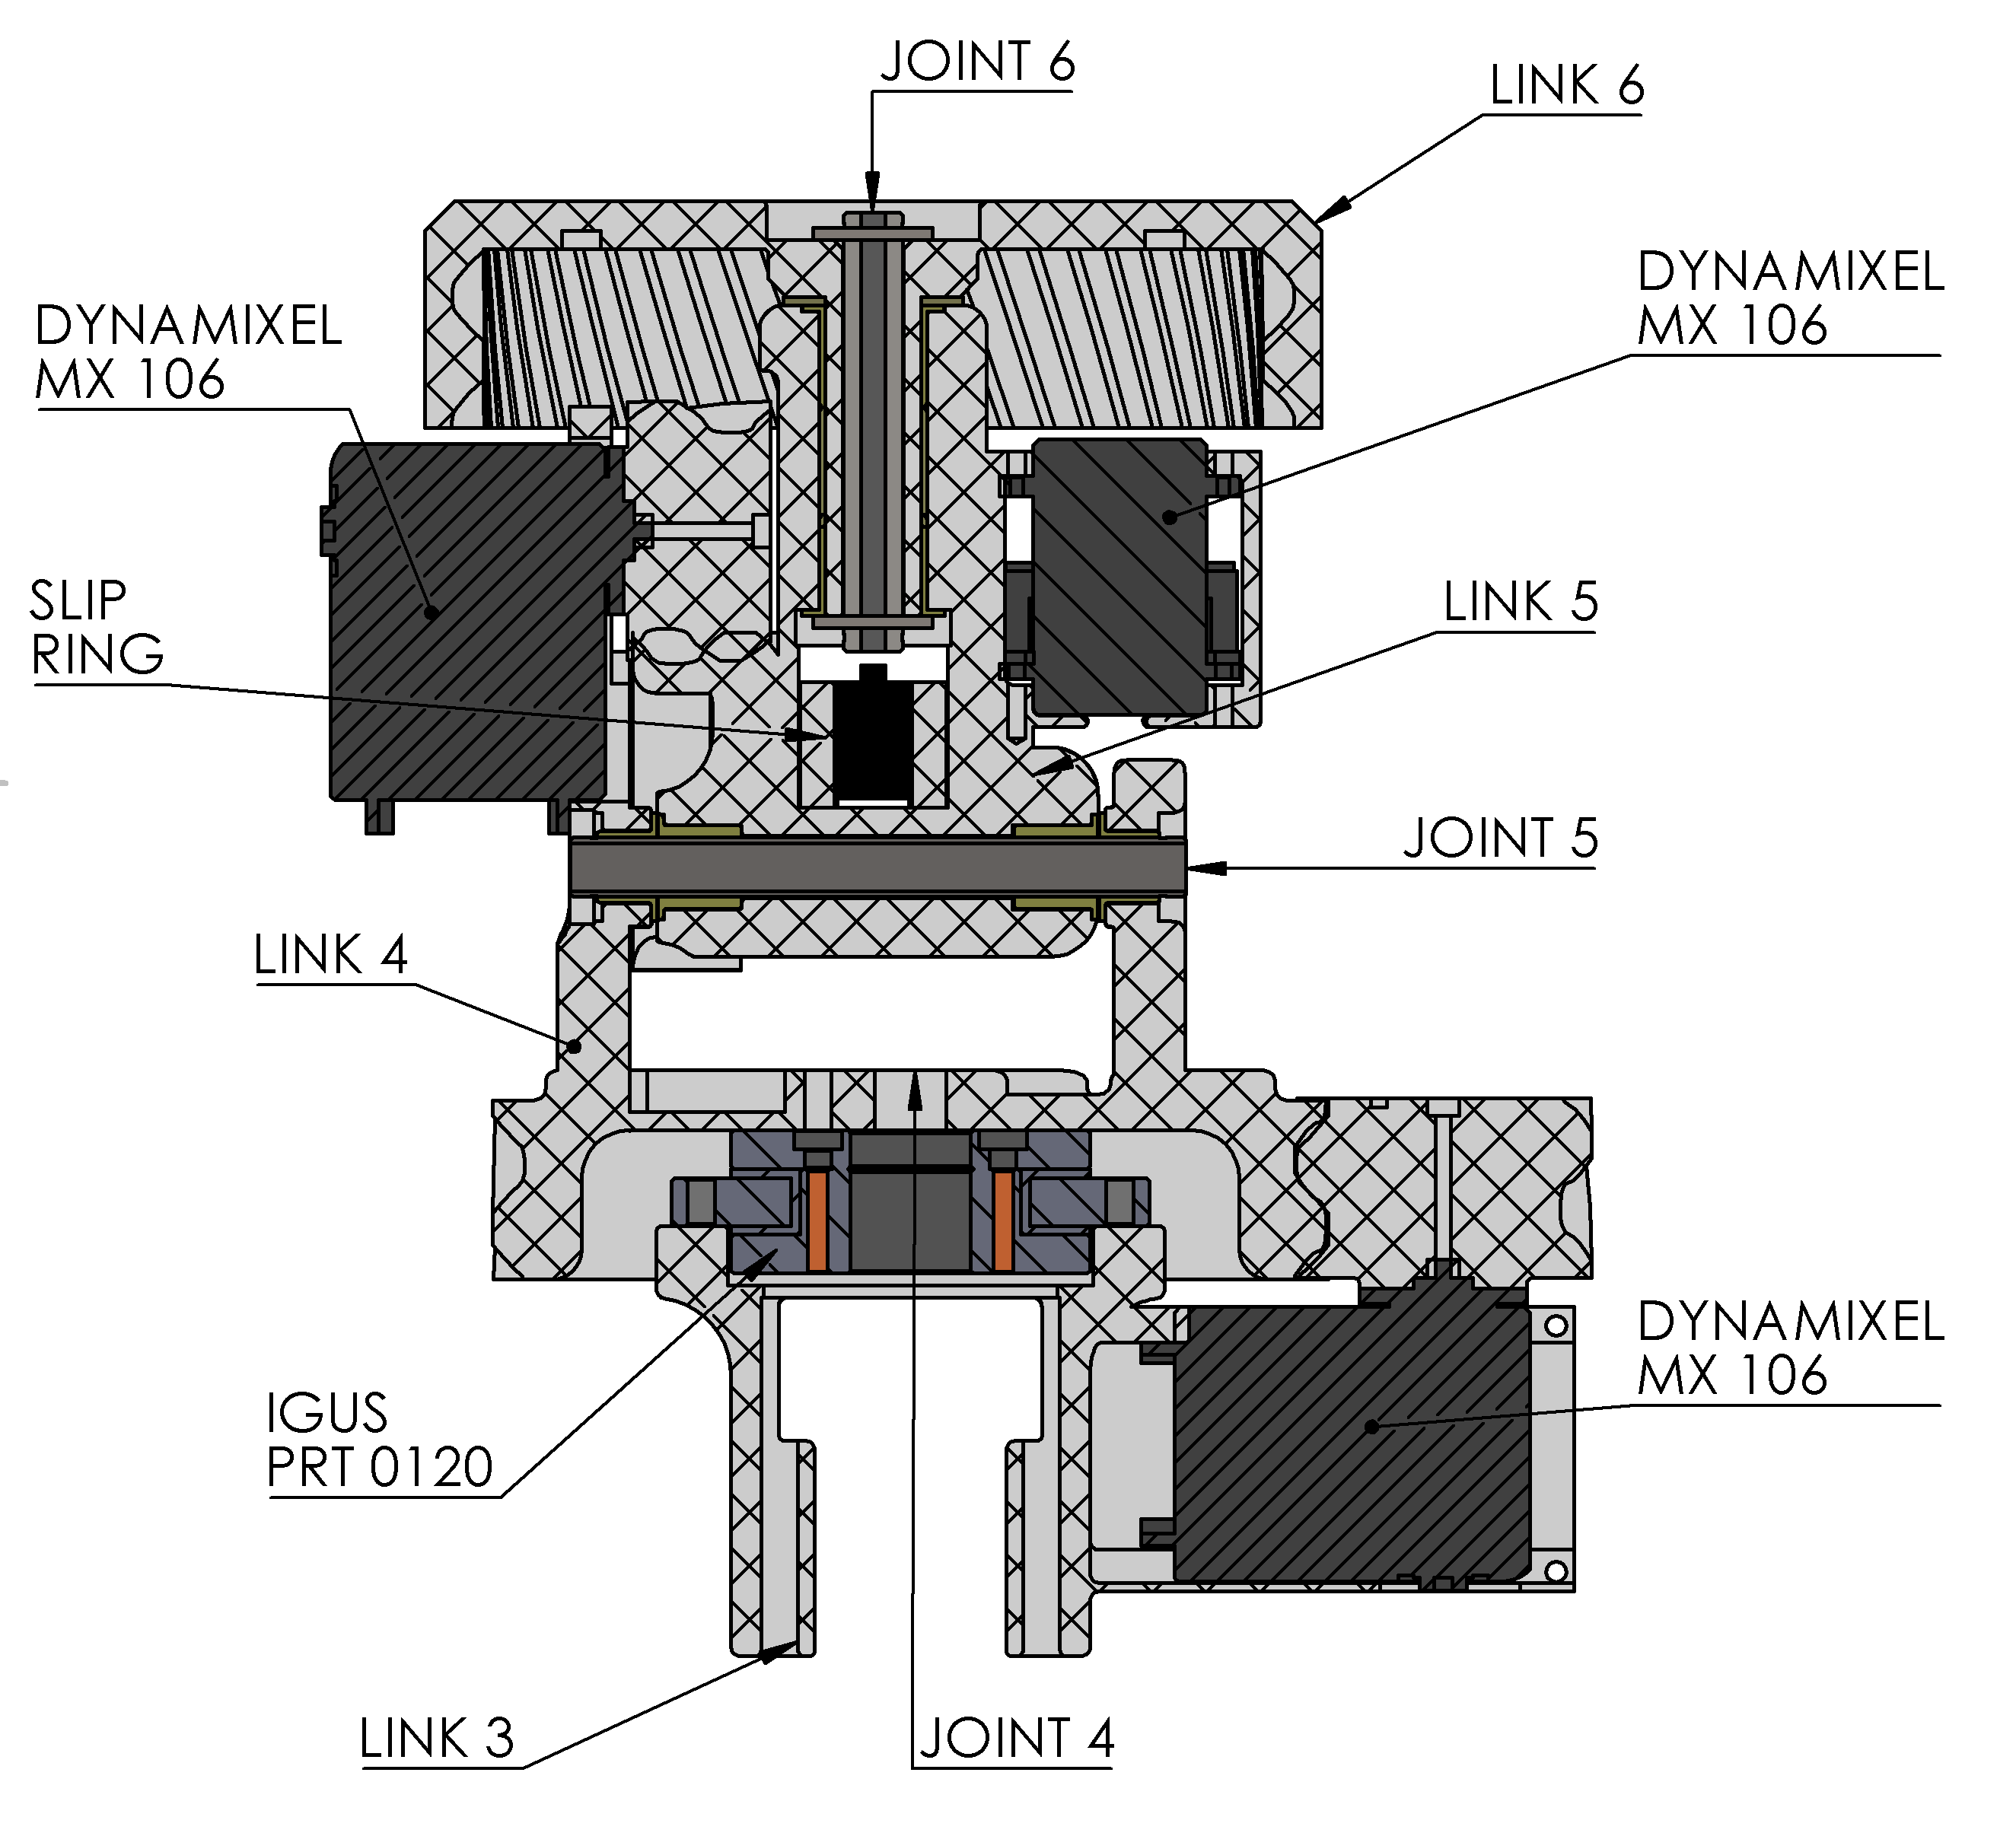 JOINT 6
LINK 6
DYNAMIXEL
MX 106
DYNAMIXEL
MX 106
SLIP
RING
LINK 5
JOINT 5
LINK 4
DYNAMIXEL
MX 106
IGUS
PRT 0120
LINK 3
JOINT 4